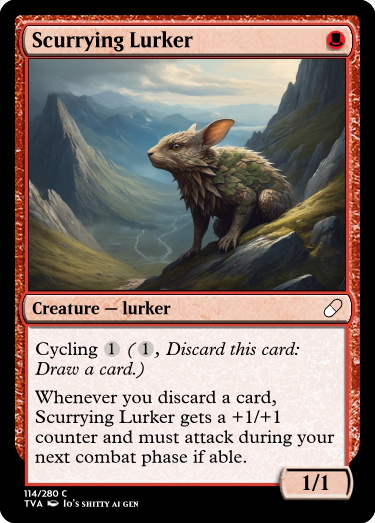 Scurrying Lurker
Creature — lurker
Cycling 1 (1, Discard this card:
Draw a card.)
Whenever you discard a card,
Scurrying Lurker gets a +1/+1
counter and must attack during your
next combat phase if able.
1/1
114/280 C
TVA Io's shitty ai gen